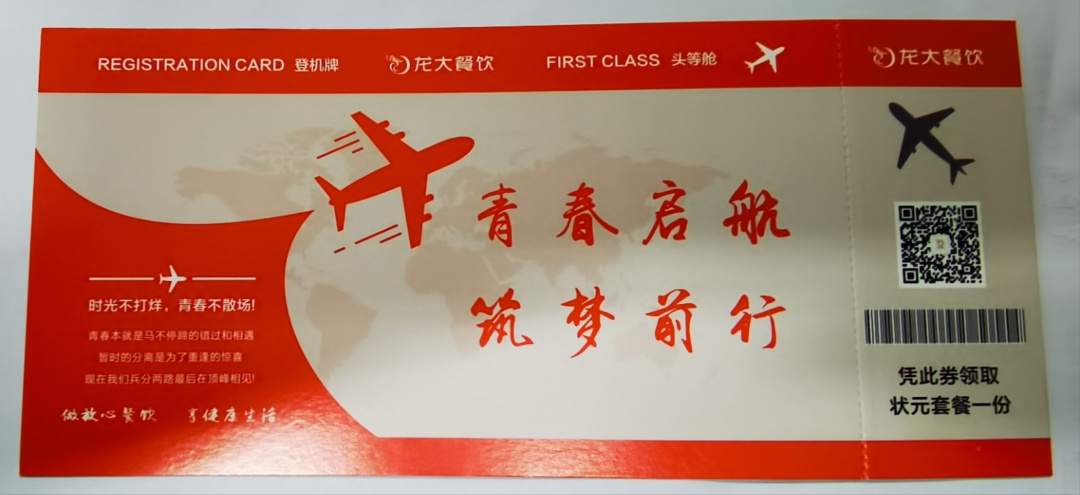 REGISTRATION CARD 登机牌
龙大餐饮
FIRST CLASS 头等舱
龙大餐饮
青春启航
筑梦前行
时光不打烊，青春不散场!
青春本就是马不停蹄的错过和相遇
暂时的分离是为了重逢的惊喜
现在我们兵分两路最后在顶峰相见!
做放心餐饮 享健康生活
凭此券领取
状元套餐一份